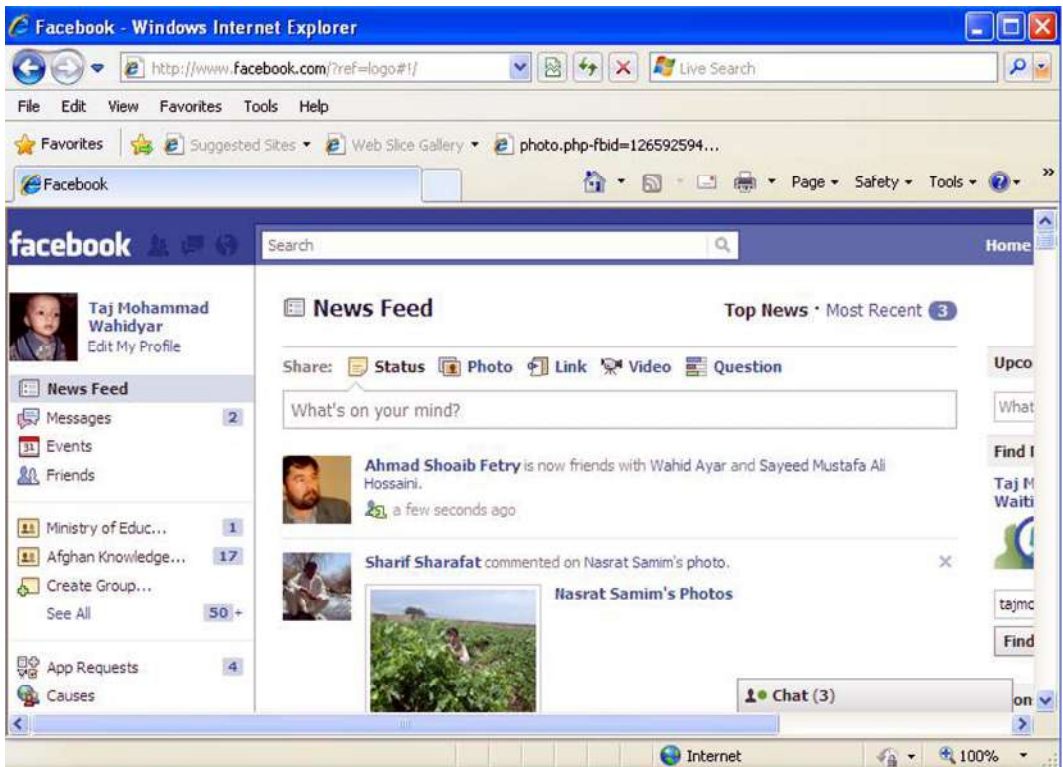 Facebook - Windows Internet Explorer
http://www.facebook.com/?ref=logo#!/
Live Search
File Edit View Favorites Tools Help
Favorites Suggested Sites Web Slice Gallery photo.php-fbid=126592594...
Facebook
Page Safety Tools »
facebook
Search
Home
Taj Mohammad
Wahidyar
Edit My Profile
News Feed
Messages 2
31 Events
Friends
Ministry of Educ... 1
Afghan Knowledge... 17
Create Group...
See All 50+
App Requests 4
Causes
News Feed
Top News · Most Recent 3
Share: Status Photo Link Video Question
What's on your mind?
Ahmad Shoaib Fetry is now friends with Wahid Ayar and Sayeed Mustafa Ali
Hossaini.
a few seconds ago
Sharif Sharafat commented on Nasrat Samim's photo.
Nasrat Samim's Photos
Upco
What
Find
Taj M
Waiti
tajmo
Find
Chat (3)
on
Internet
100%